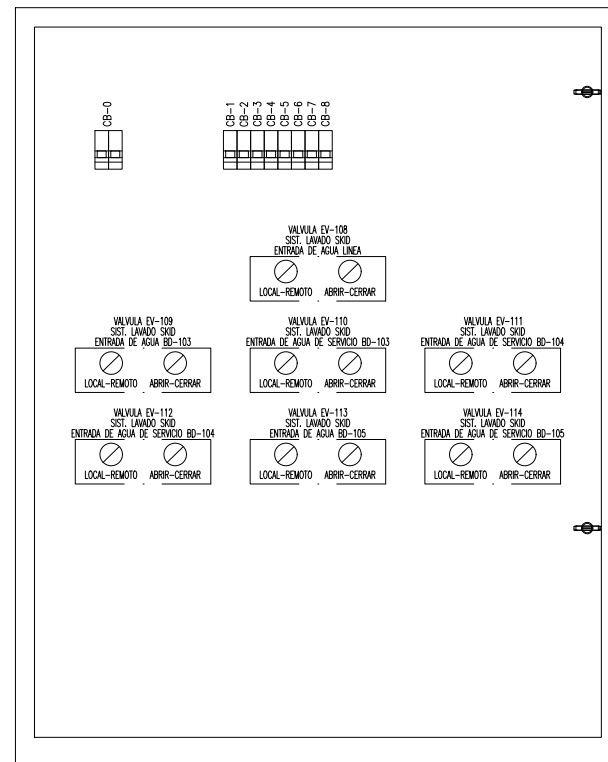 CB-0
CB-1
CB-2
CB-3
CB-4
CB-5
CB-6
CB-7
CB-8
VALVULA EV-108
SIST. LAVADO SKID
ENTRADA DE AGUA LINEA
LOCAL-REMOTO ABRIR-CERRAR
VALVULA EV-109
SIST. LAVADO SKID
ENTRADA DE AGUA BD-103
LOCAL-REMOTO ABRIR-CERRAR
VALVULA EV-110
SIST. LAVADO SKID
ENTRADA DE AGUA DE SERVICIO BD-103
LOCAL-REMOTO ABRIR-CERRAR
VALVULA EV-111
SIST. LAVADO SKID
ENTRADA DE AGUA DE SERVICIO BD-104
LOCAL-REMOTO ABRIR-CERRAR
VALVULA EV-112
SIST. LAVADO SKID
ENTRADA DE AGUA DE SERVICIO BD-104
LOCAL-REMOTO ABRIR-CERRAR
VALVULA EV-113
SIST. LAVADO SKID
ENTRADA DE AGUA BD-105
LOCAL-REMOTO ABRIR-CERRAR
VALVULA EV-114
SIST. LAVADO SKID
ENTRADA DE AGUA DE SERVICIO BD-105
LOCAL-REMOTO ABRIR-CERRAR